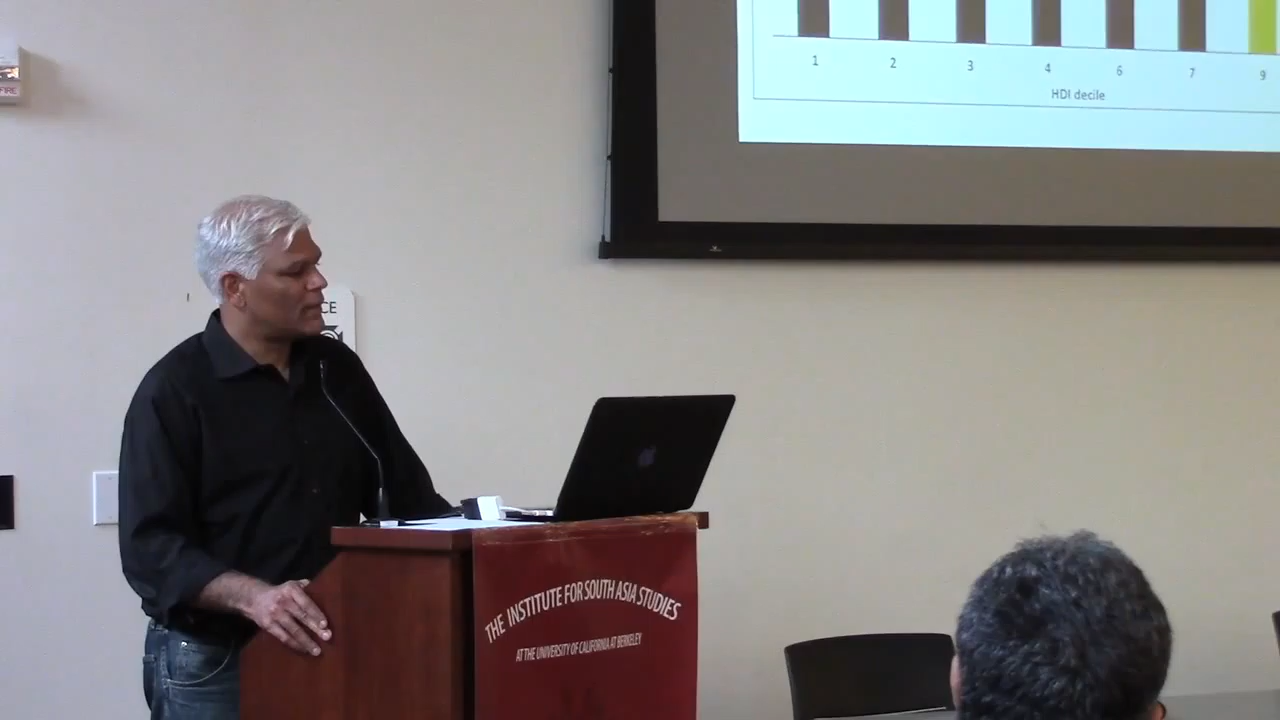 FIRE
1 2 3 4 6 7 9
HDI decile
CE
THE INSTITUTE FOR SOUTH ASIA STUDIES
AT THE UNIVERSITY OF CALIFORNIA AT BERKELEY